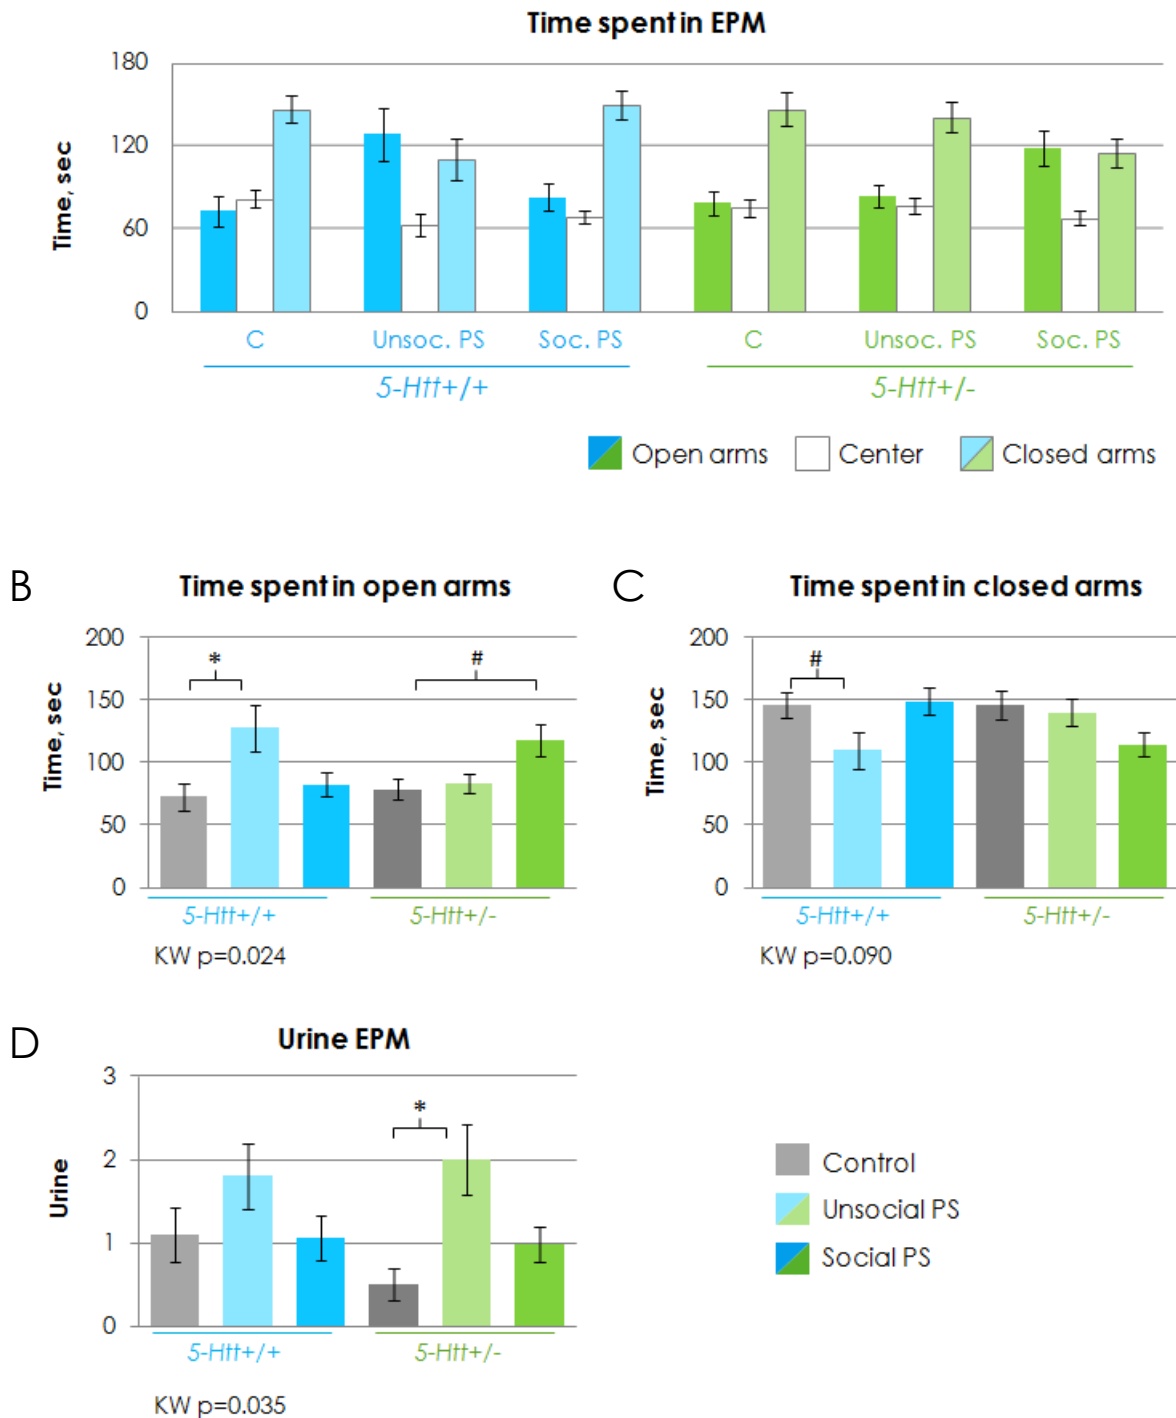 Time spent in EPM
180
120
60
0
Time, sec
C Unsoc. PS Soc. PS C Unsoc. PS Soc. PS
5-Htt+/+ 5-Htt+/-
Open arms Center Closed arms
B Time spent in open arms
200
150
100
50
0
Time, sec
* #
5-Htt+/+ 5-Htt+/-
KW p=0.024
C Time spent in closed arms
200
150
100
50
0
Time, sec
#
5-Htt+/+ 5-Htt+/-
KW p=0.090
D Urine EPM
3
2
1
0
Urine
*
5-Htt+/+ 5-Htt+/-
KW p=0.035
Control
Unsocial PS
Social PS